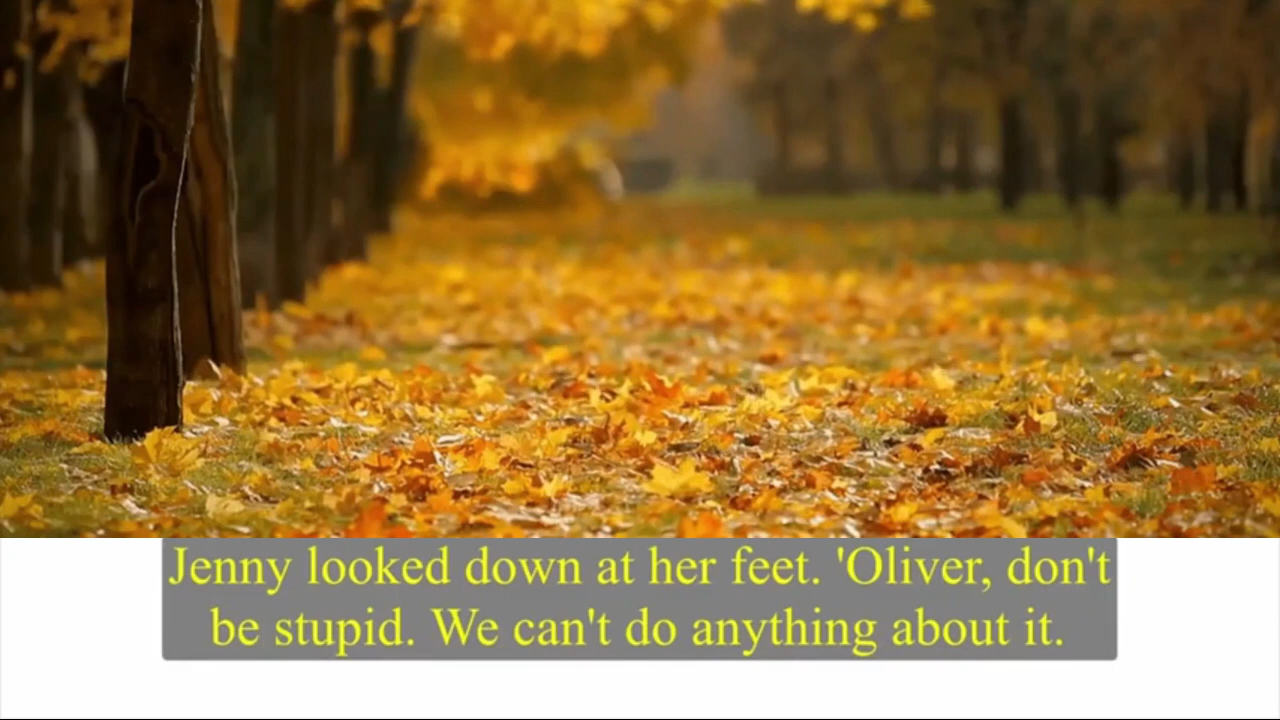 Jenny looked down at her feet. 'Oliver, don't
be stupid. We can't do anything about it.